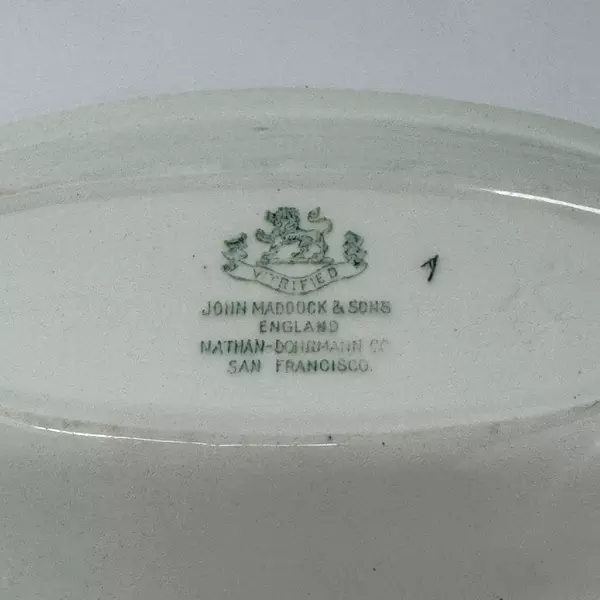 VITRIFIED
JOHN MADDOCK & SONS
ENGLAND
NATHAN-DOHRMANN CO
SAN FRANCISCO.